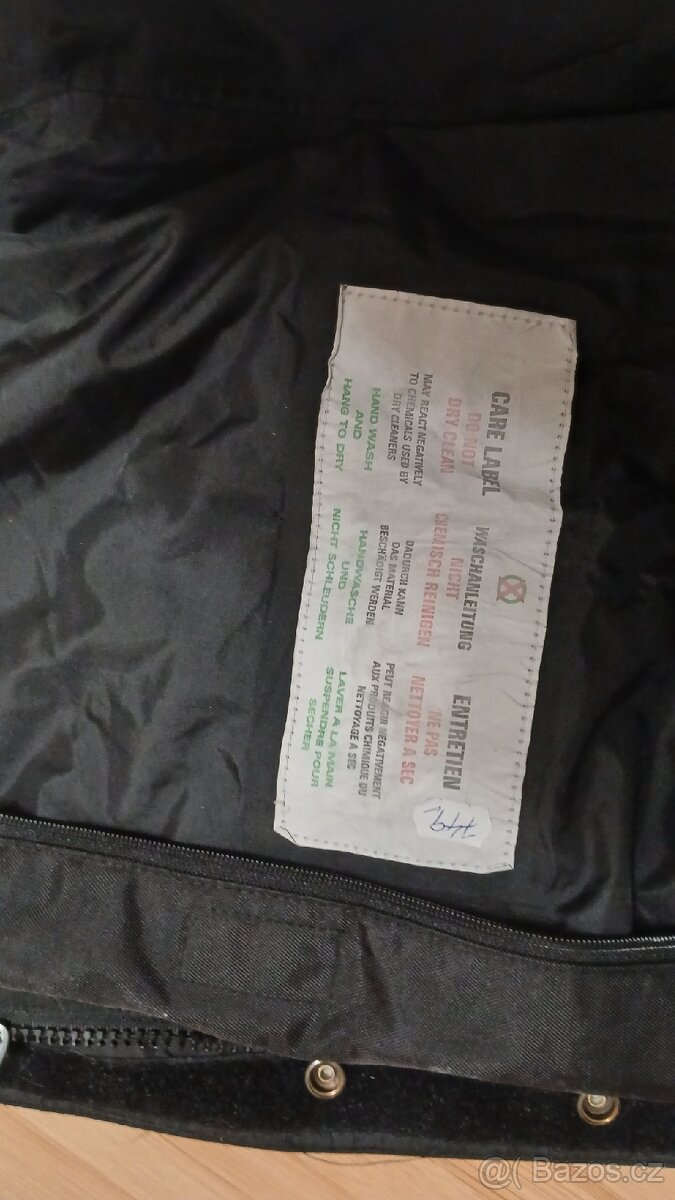 CARE LABEL
DO NOT
DRY CLEAN
MAY REACT NEGATIVELY
TO CHEMICALS USED BY
DRY CLEANERS
HAND WASH
AND
HANG TO DRY
WASCHANLEITUNG
NICHT
CHEMISCH REINIGEN
DADURCH KANN
DAS MATERIAL
BESCHÄDIGT WERDEN
HANDWASCHE
UND
NICHT SCHLEUDERN
ENTRETIEN
NE PAS
NETTOYER A SEC
PEUT REAGIR NEGATIVEMENT
AUX PRODUITS CHIMIQUE DU
NETTOYAGE A SEC
LAVER A LA MAIN
SUSPENDRE POUR
SECHER
@ Bazos.cz